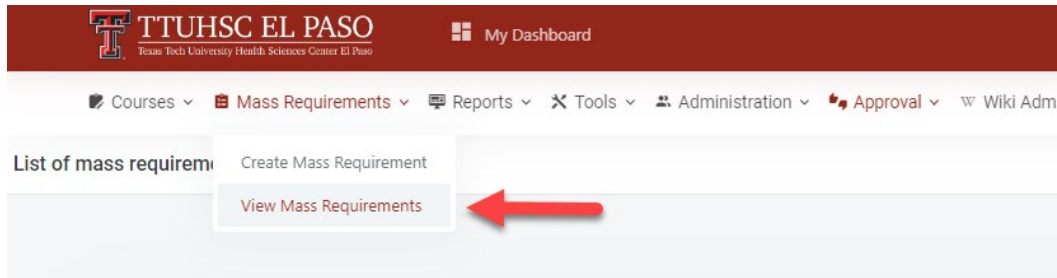 TTUHSC EL PASO
Texas Tech University Health Sciences Center El Paso
My Dashboard
Courses Mass Requirements Reports Tools Administration Approval Wiki Adm
List of mass requirem
Create Mass Requirement
View Mass Requirements